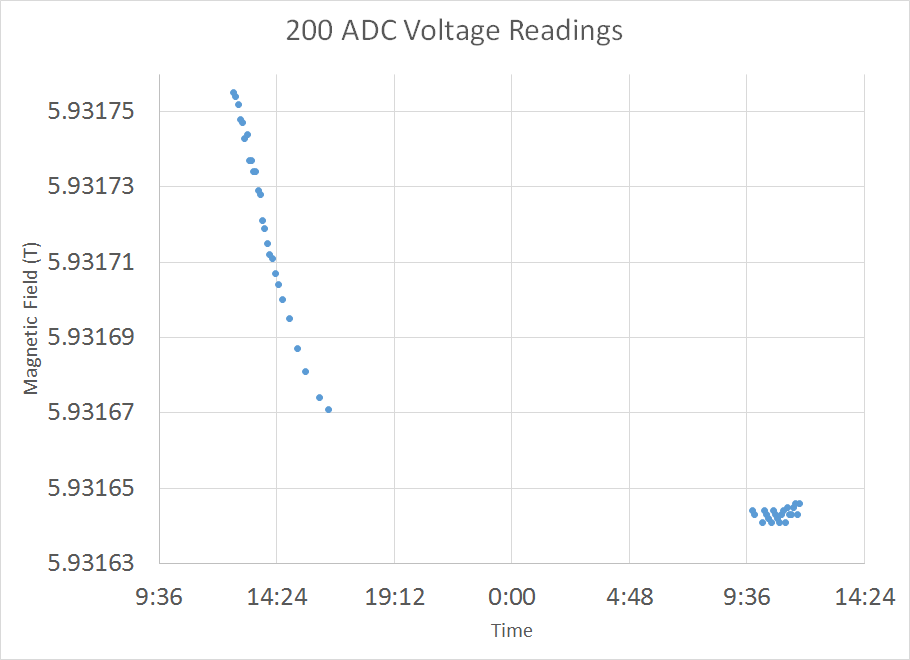 200 ADC Voltage Readings
Magnetic Field (T)
5.93175
5.93173
5.93171
5.93169
5.93167
5.93165
5.93163
9:36 14:24 19:12 0:00 4:48 9:36 14:24
Time